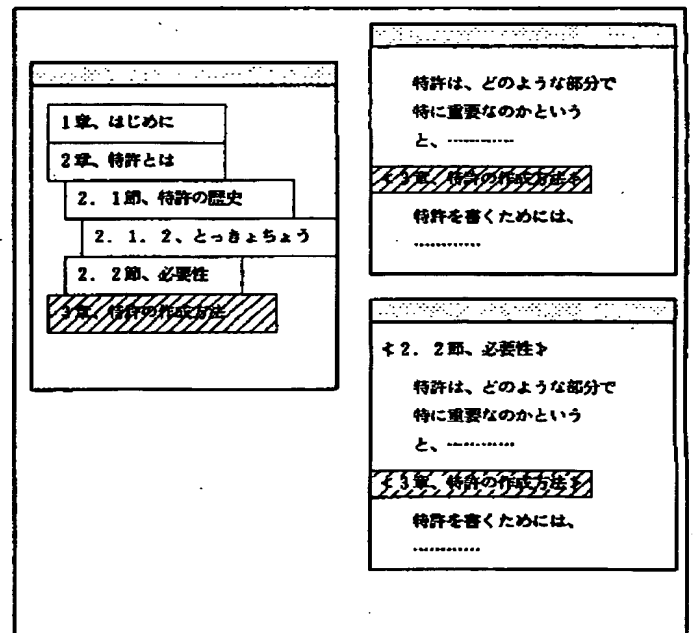 1章、はじめに
2章、特許とは
2．1節、特許の歴史
2．1．2、とっきょちょう
2．2節、必要性
3章、特許の作成方法
特許は、どのような部分で
特に重要なのかという
と、…………
<3章、特許の作成方法>
特許を書くためには、
…………
<2．2節、必要性>
特許は、どのような部分で
特に重要なのかという
と、…………
<3章、特許の作成方法>
特許を書くためには、
…………